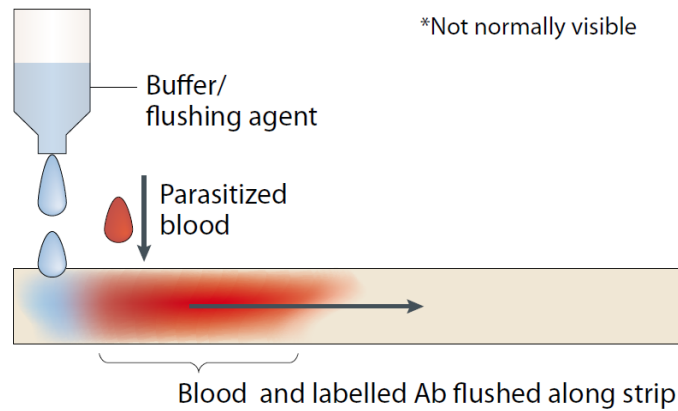 *Not normally visible
Buffer/
flushing agent
Parasitized
blood
Blood and labelled Ab flushed along strip